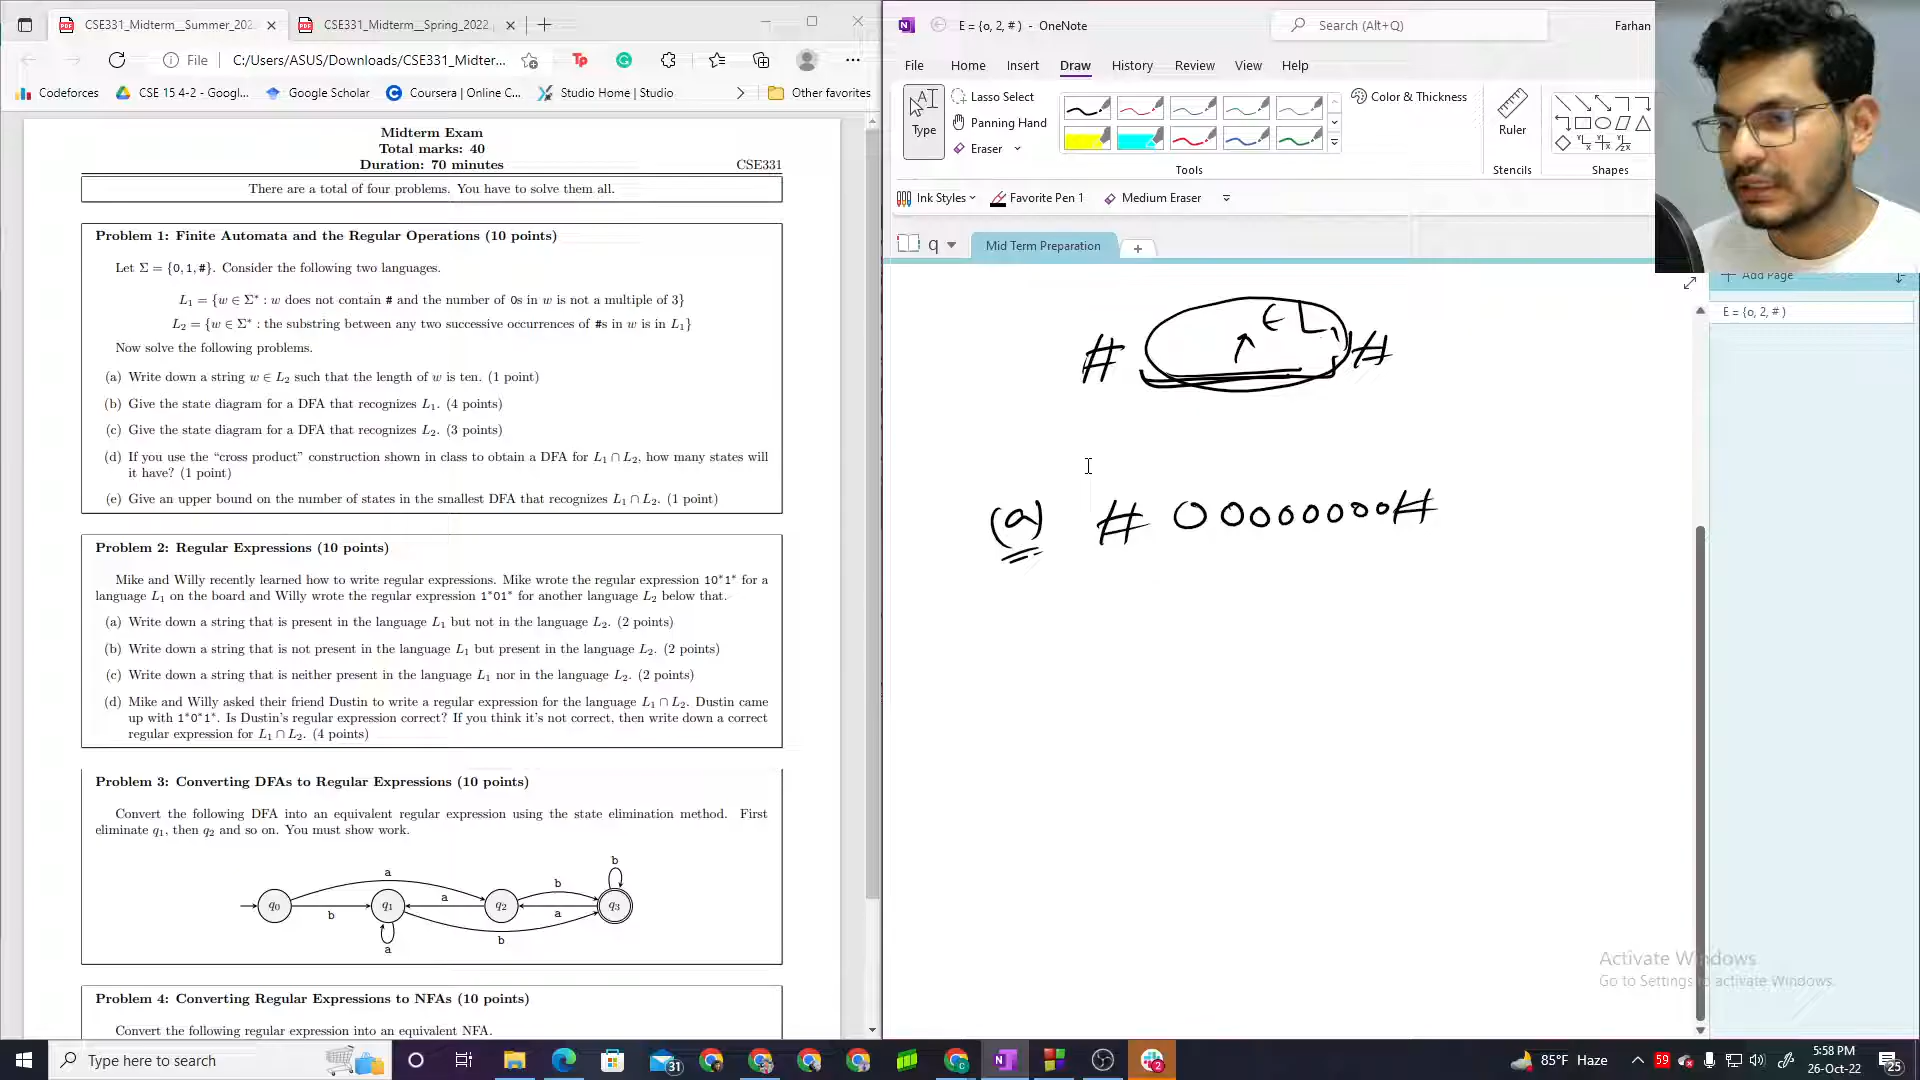 CSE331_Midterm__Summer_202
CSE331_Midterm__Spring_2022
File
C:/Users/ASUS/Downloads/CSE331_Midter...
Codeforces
CSE 15 4-2 - Googl...
Google Scholar
Coursera | Online C...
Studio Home | Studio
Other favorites
Midterm Exam
Total marks: 40
Duration: 70 minutes
CSE331
There are a total of four problems. You have to solve them all.
Problem 1: Finite Automata and the Regular Operations (10 points)
Let Σ = {0, 1, #}. Consider the following two languages.
L₁ = {w ∈ Σ* : w does not contain # and the number of 0s in w is not a multiple of 3}
L₂ = {w ∈ Σ* : the substring between any two successive occurrences of #s in w is in L₁}
Now solve the following problems.
(a) Write down a string w ∈ L₂ such that the length of w is ten. (1 point)
(b) Give the state diagram for a DFA that recognizes L₁. (4 points)
(c) Give the state diagram for a DFA that recognizes L₂. (3 points)
(d) If you use the “cross product” construction shown in class to obtain a DFA for L₁ ∩ L₂, how many states will
it have? (1 point)
(e) Give an upper bound on the number of states in the smallest DFA that recognizes L₁ ∩ L₂. (1 point)
Problem 2: Regular Expressions (10 points)
Mike and Willy recently learned how to write regular expressions. Mike wrote the regular expression 10*1* for a
language L₁ on the board and Willy wrote the regular expression 1*01* for another language L₂ below that.
(a) Write down a string that is present in the language L₁ but not in the language L₂. (2 points)
(b) Write down a string that is not present in the language L₁ but present in the language L₂. (2 points)
(c) Write down a string that is neither present in the language L₁ nor in the language L₂. (2 points)
(d) Mike and Willy asked their friend Dustin to write a regular expression for the language L₁ ∩ L₂. Dustin came
up with 1*0*1*. Is Dustin's regular expression correct? If you think it's not correct, then write down a correct
regular expression for L₁ ∩ L₂. (4 points)
Problem 3: Converting DFAs to Regular Expressions (10 points)
Convert the following DFA into an equivalent regular expression using the state elimination method. First
eliminate q₁, then q₂ and so on. You must show work.
b
a
b
a
q₀ q₁ q₂ q₃
b
a
b
a
Problem 4: Converting Regular Expressions to NFAs (10 points)
Convert the following regular expression into an equivalent NFA.
E = {o, 2, # ) - OneNote
Search (Alt+Q)
Farhan
File Home Insert Draw History Review View Help
Type
Lasso Select
Panning Hand
Eraser
Color & Thickness
Ruler
Tools
Stencils
Shapes
Ink Styles
Favorite Pen 1
Medium Eraser
q
Mid Term Preparation
Add Page
E = {o, 2, # )
# ∈ L₁ #
(a) # 00000000#
Activate Windows
Go to Settings to activate Windows.
Type here to search
31
2
85°F Haze
59
5:58 PM
26-Oct-22
25